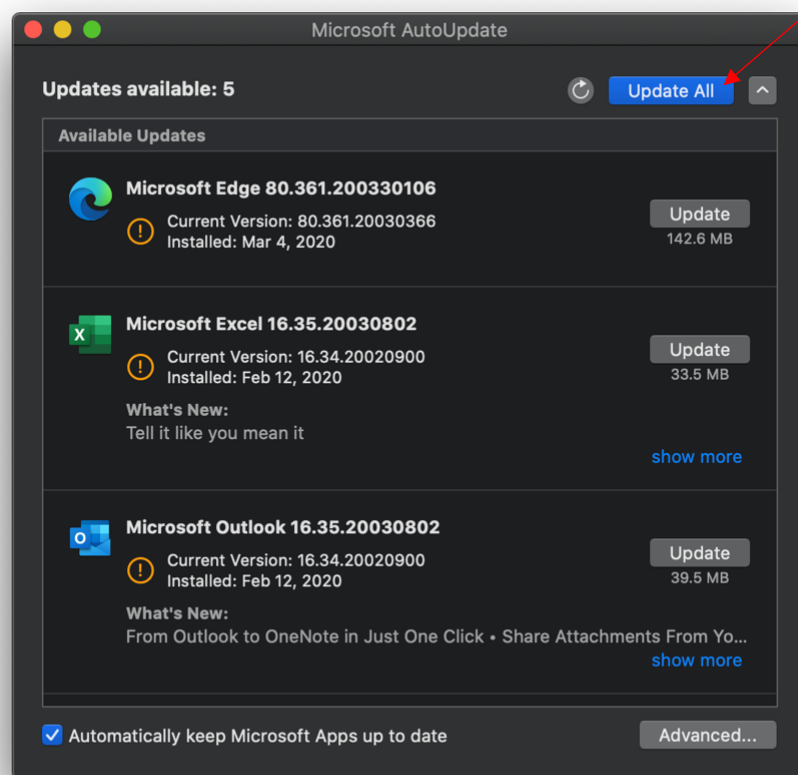 Microsoft AutoUpdate
Updates available: 5
Update All
Available Updates
Microsoft Edge 80.361.200330106
Current Version: 80.361.20030366
Installed: Mar 4, 2020
Update
142.6 MB
X
Microsoft Excel 16.35.20030802
Current Version: 16.34.20020900
Installed: Feb 12, 2020
Update
33.5 MB
What's New:
Tell it like you mean it
show more
O
Microsoft Outlook 16.35.20030802
Current Version: 16.34.20020900
Installed: Feb 12, 2020
Update
39.5 MB
What's New:
From Outlook to OneNote in Just One Click • Share Attachments From Yo...
show more
Automatically keep Microsoft Apps up to date
Advanced...